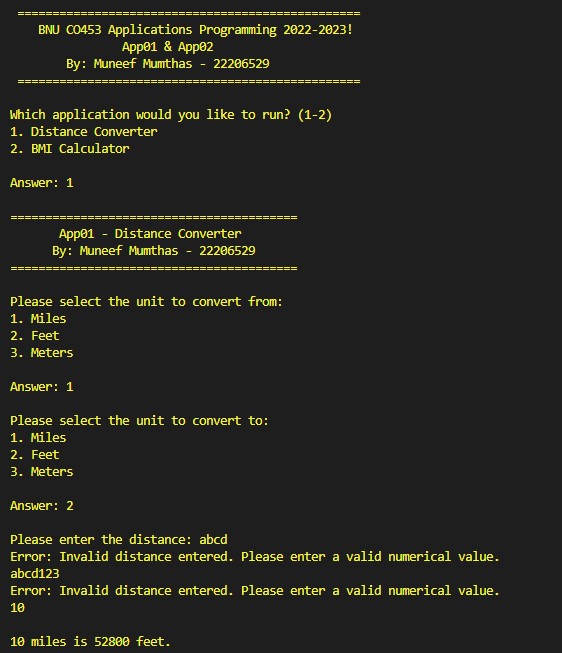 =================================================
BNU CO453 Applications Programming 2022-2023!
App01 & App02
By: Muneef Mumthas - 22206529
=================================================
Which application would you like to run? (1-2)
1. Distance Converter
2. BMI Calculator
Answer: 1
=========================================
App01 - Distance Converter
By: Muneef Mumthas - 22206529
=========================================
Please select the unit to convert from:
1. Miles
2. Feet
3. Meters
Answer: 1
Please select the unit to convert to:
1. Miles
2. Feet
3. Meters
Answer: 2
Please enter the distance: abcd
Error: Invalid distance entered. Please enter a valid numerical value.
abcd123
Error: Invalid distance entered. Please enter a valid numerical value.
10
10 miles is 52800 feet.